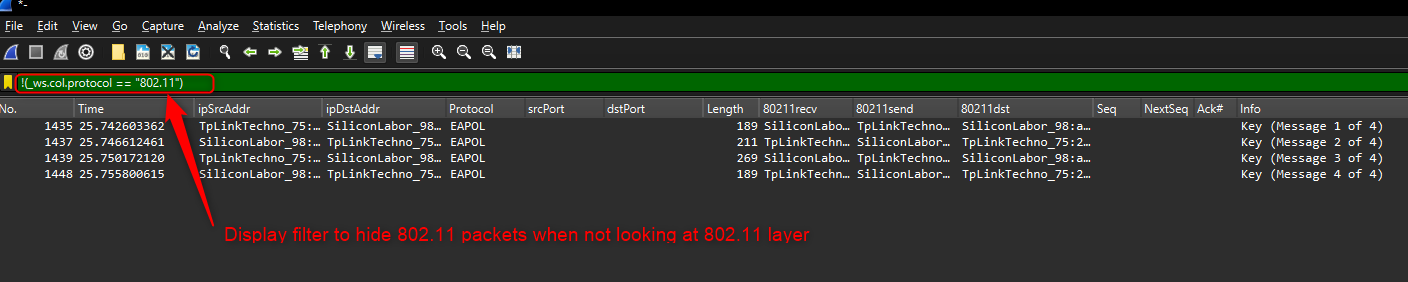 *-
File Edit View Go Capture Analyze Statistics Telephony Wireless Tools Help
!(_ws.col.protocol == "802.11")
No. Time ipSrcAddr ipDstAddr Protocol srcPort dstPort Length 80211recv 80211send 80211dst Seq NextSeq Ack# Info
1435 25.742603362 TpLinkTechno_75:… SiliconLabor_98… EAPOL 189 SiliconLabo… TpLinkTechno… SiliconLabor_98:a… Key (Message 1 of 4)
1437 25.746612461 SiliconLabor_98:… TpLinkTechno_75… EAPOL 211 TpLinkTechn… SiliconLabor… TpLinkTechno_75:2… Key (Message 2 of 4)
1439 25.750172120 TpLinkTechno_75:… SiliconLabor_98… EAPOL 269 SiliconLabo… TpLinkTechno… SiliconLabor_98:a… Key (Message 3 of 4)
1448 25.755800615 SiliconLabor_98:… TpLinkTechno_75… EAPOL 189 TpLinkTechn… SiliconLabor… TpLinkTechno_75:2… Key (Message 4 of 4)
Display filter to hide 802.11 packets when not looking at 802.11 layer